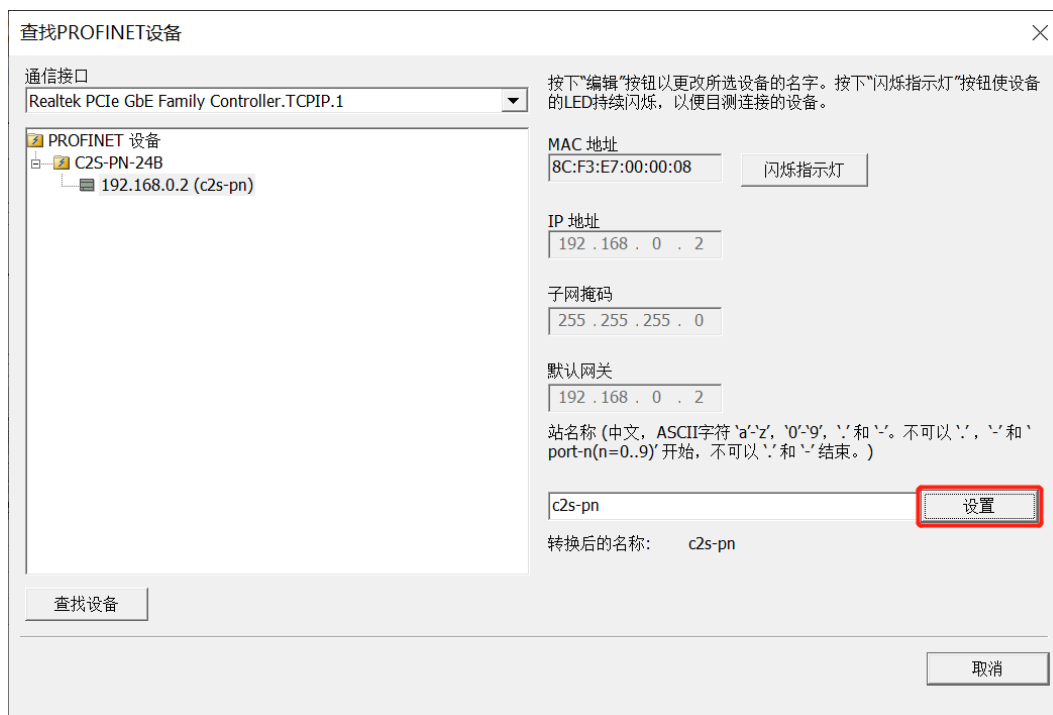 查找PROFINET设备
通信接口
Realtek PCIe GbE Family Controller.TCPIP.1
PROFINET 设备
C2S-PN-24B
192.168.0.2 (c2s-pn)
查找设备
按下“编辑”按钮以更改所选设备的名字。按下“闪烁指示灯”按钮使设备
的LED持续闪烁，以便目测连接的设备。
MAC 地址
8C:F3:E7:00:00:08
闪烁指示灯
IP 地址
192 . 168 . 0 . 2
子网掩码
255 . 255 . 255 . 0
默认网关
192 . 168 . 0 . 2
站名称 (中文，ASCII字符 `a’-`z’，`0’-`9’，`.’ 和 `-’。不可以 `.’，`-’ 和 `
port-n(n=0..9)’ 开始，不可以 `.’ 和 `-’ 结束。)
c2s-pn
设置
转换后的名称: c2s-pn
取消